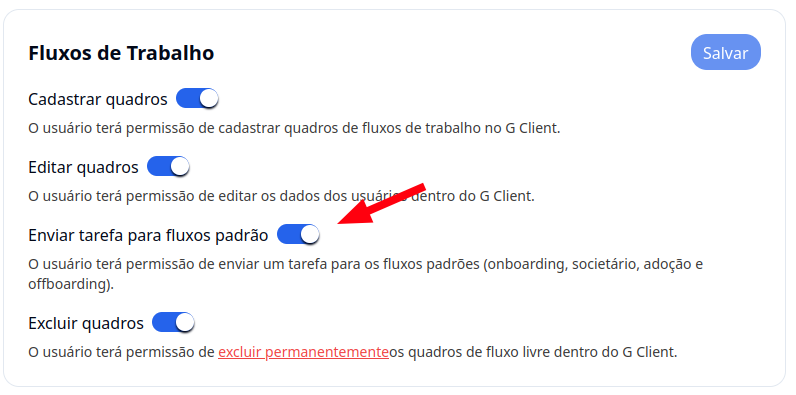 Fluxos de Trabalho
Salvar
Cadastrar quadros
O usuário terá permissão de cadastrar quadros de fluxos de trabalho no G Client.
Editar quadros
O usuário terá permissão de editar os dados dos usuários dentro do G Client.
Enviar tarefa para fluxos padrão
O usuário terá permissão de enviar um tarefa para os fluxos padrões (onboarding, societário, adoção e
offboarding).
Excluir quadros
O usuário terá permissão de excluir permanentementeos quadros de fluxo livre dentro do G Client.